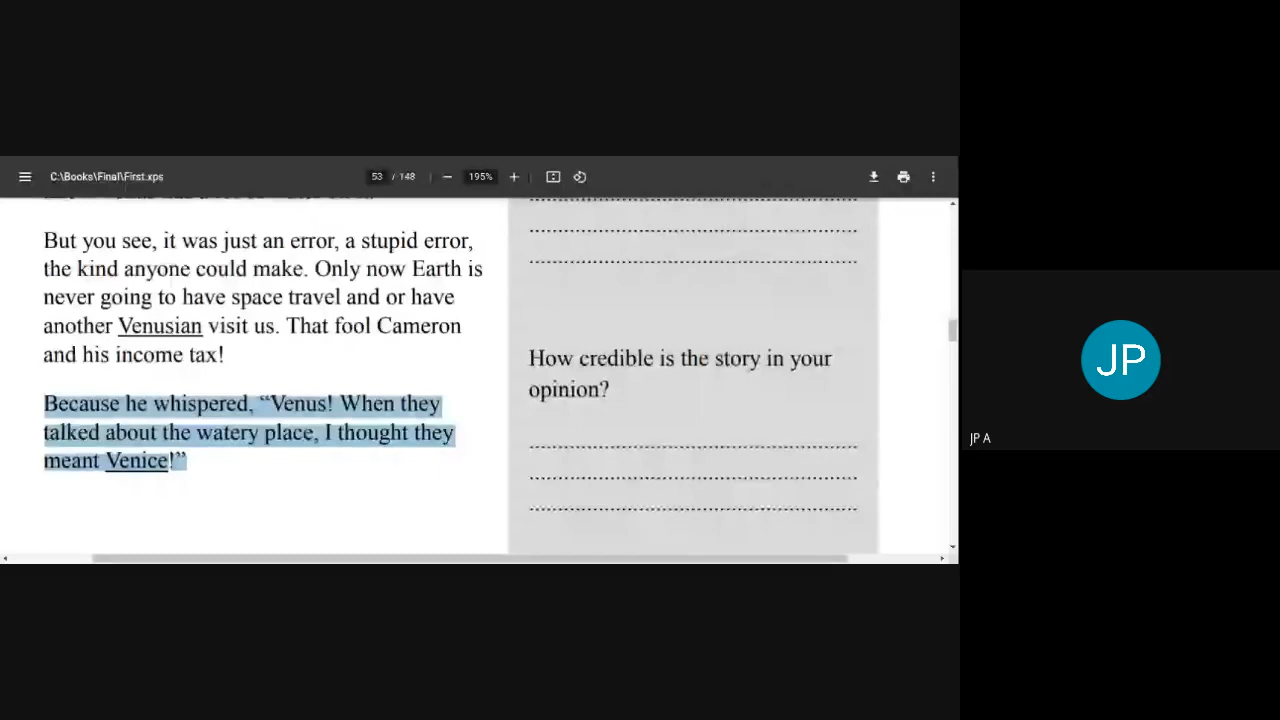 C:\Books\Final\First.xps
53 / 148
195%
But you see, it was just an error, a stupid error,
the kind anyone could make. Only now Earth is
never going to have space travel and or have
another Venusian visit us. That fool Cameron
and his income tax!
Because he whispered, “Venus! When they
talked about the watery place, I thought they
meant Venice!”
How credible is the story in your
opinion?
JP
JP A